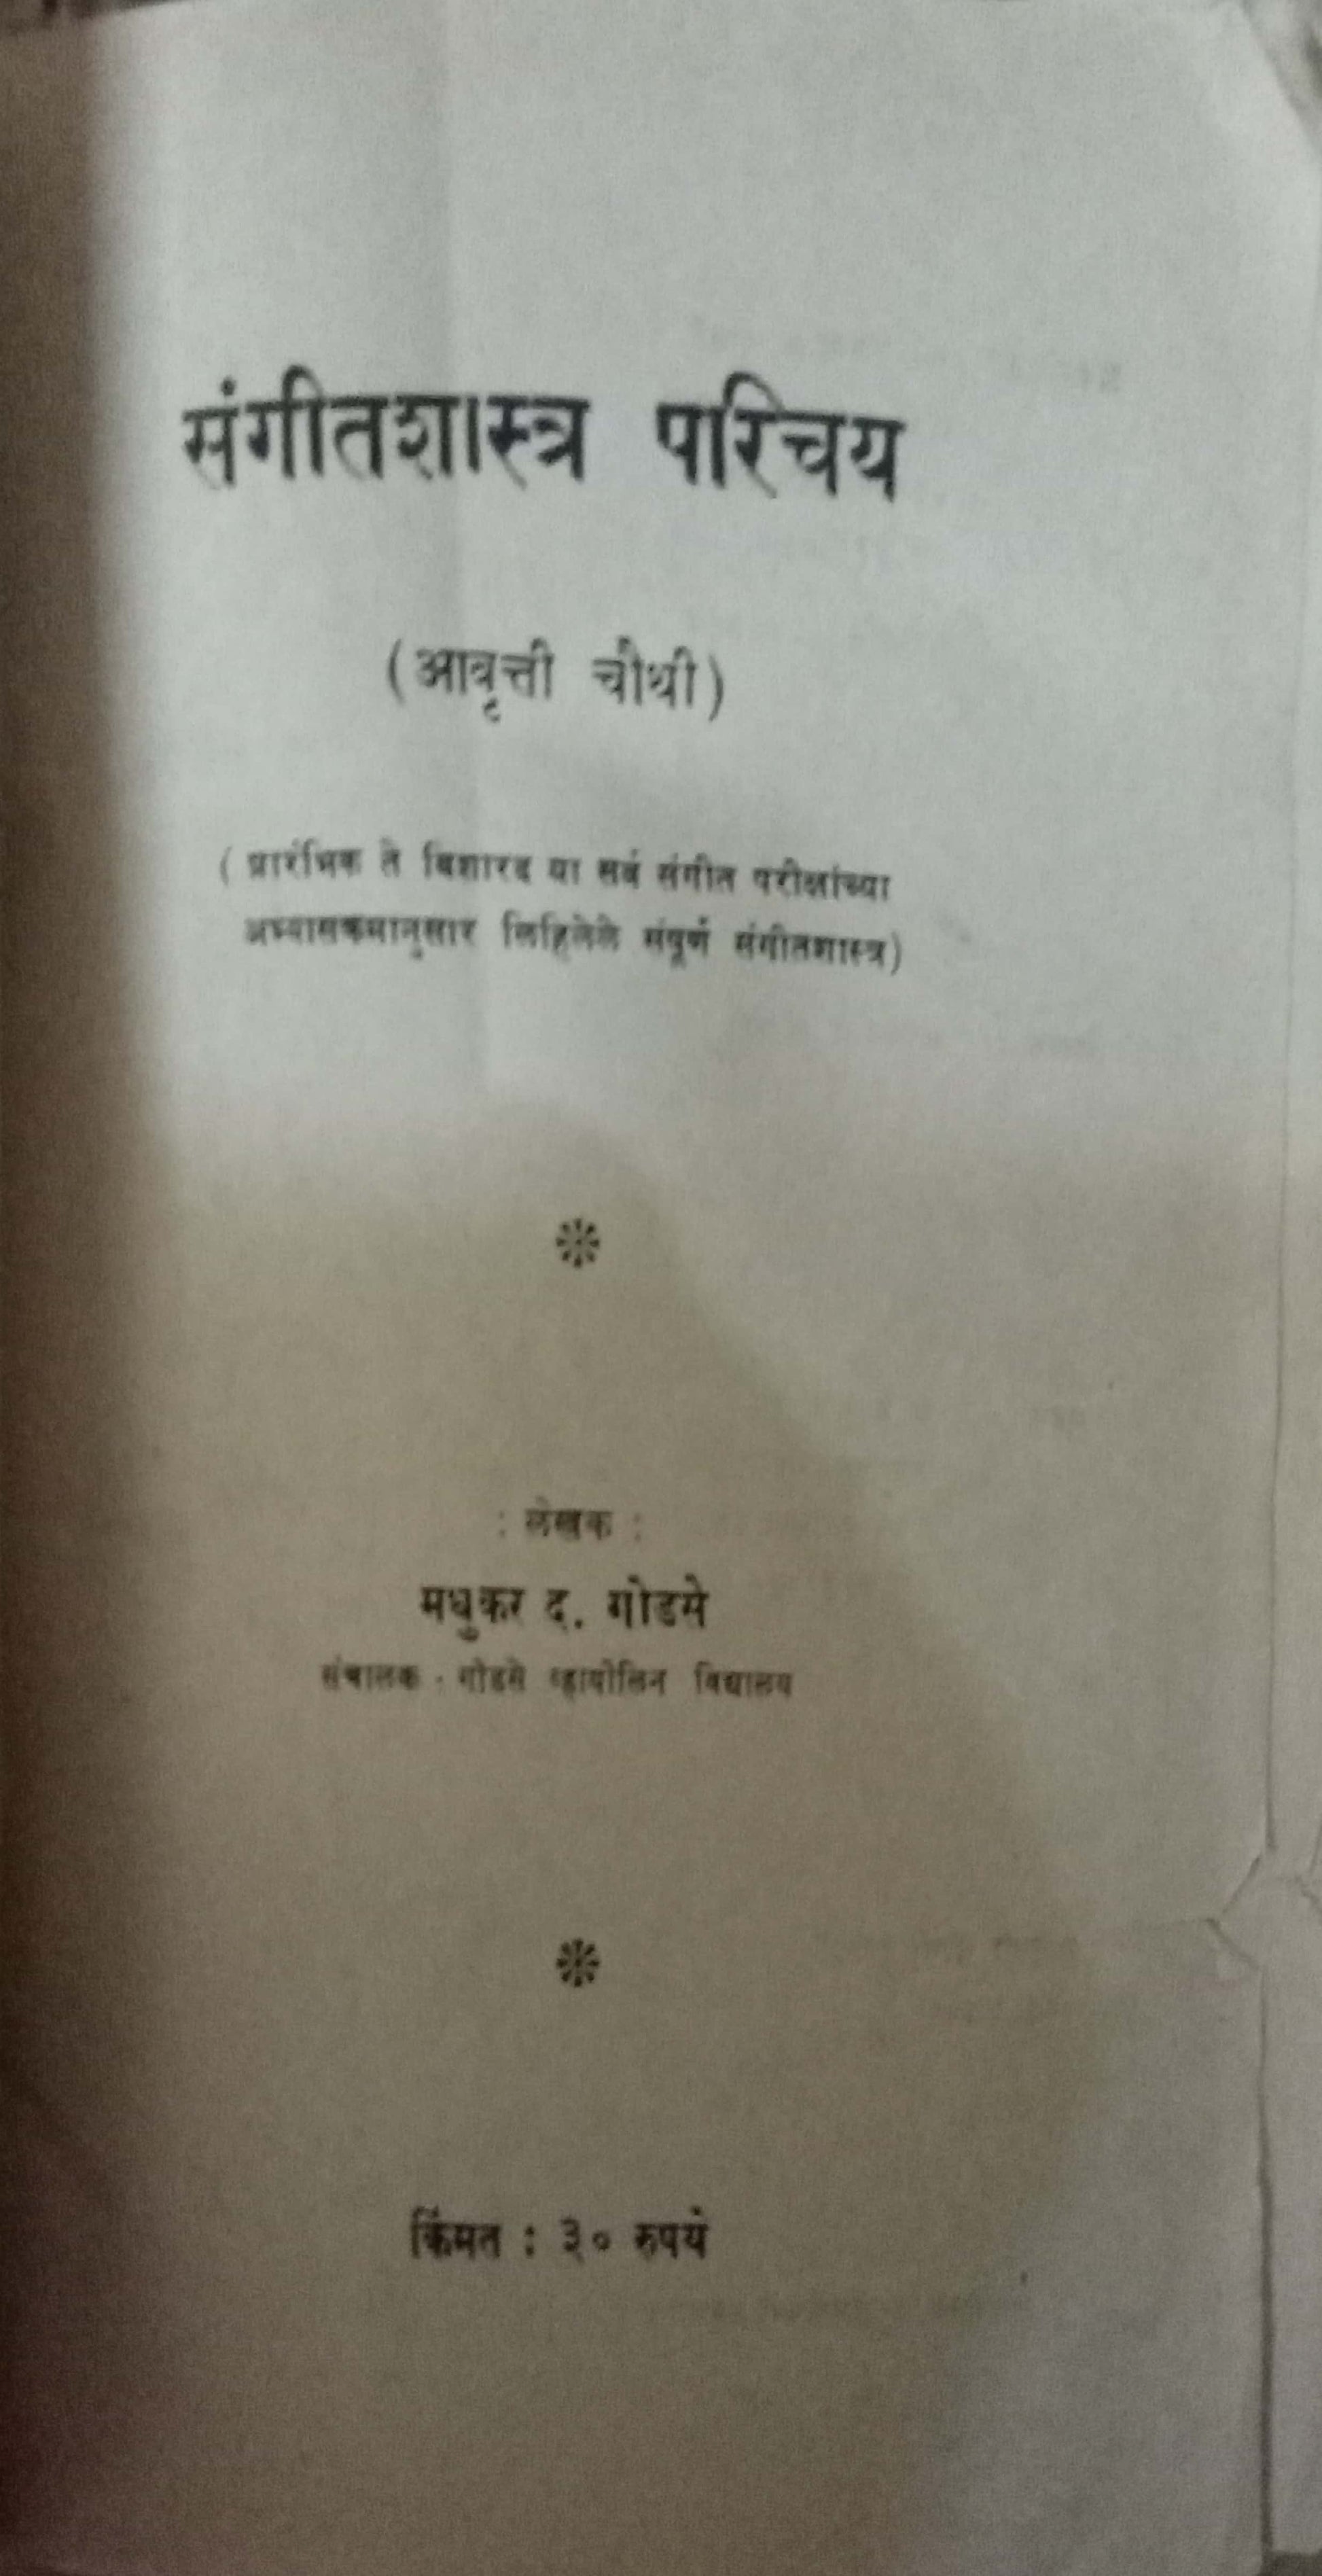 संगीतशास्त्र परिचय
(आवृत्ती चौथी)
( प्रारंभिक ते विशारद या सर्व संगीत परीक्षांच्या
अभ्यासक्रमानुसार लिहिलेले संपूर्ण संगीतशास्त्र)
: लेखक :
मधुकर द. गोडसे
संचालक - गोडसे व्हायोलिन विद्यालय
किंमत : ३० रुपये